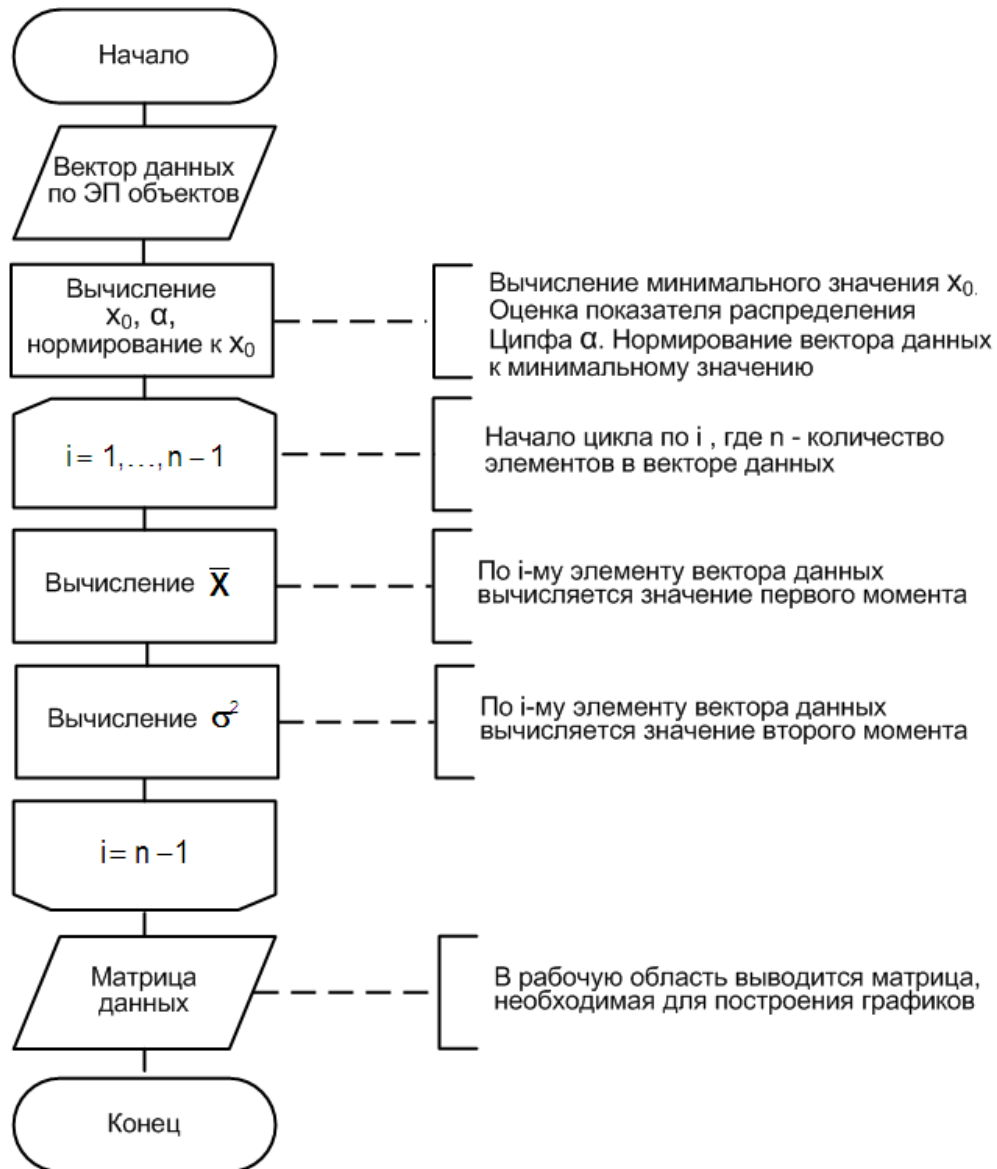 Начало
Вектор данных
по ЭП объектов
Вычисление
x₀, α,
нормирование к x₀
Вычисление минимального значения x₀.
Оценка показателя распределения
Ципфа α. Нормирование вектора данных
к минимальному значению
i = 1,...,n – 1
Начало цикла по i , где n - количество
элементов в векторе данных
Вычисление X̅
По i-му элементу вектора данных
вычисляется значение первого момента
Вычисление σ²
По i-му элементу вектора данных
вычисляется значение второго момента
i = n – 1
Матрица
данных
В рабочую область выводится матрица,
необходимая для построения графиков
Конец